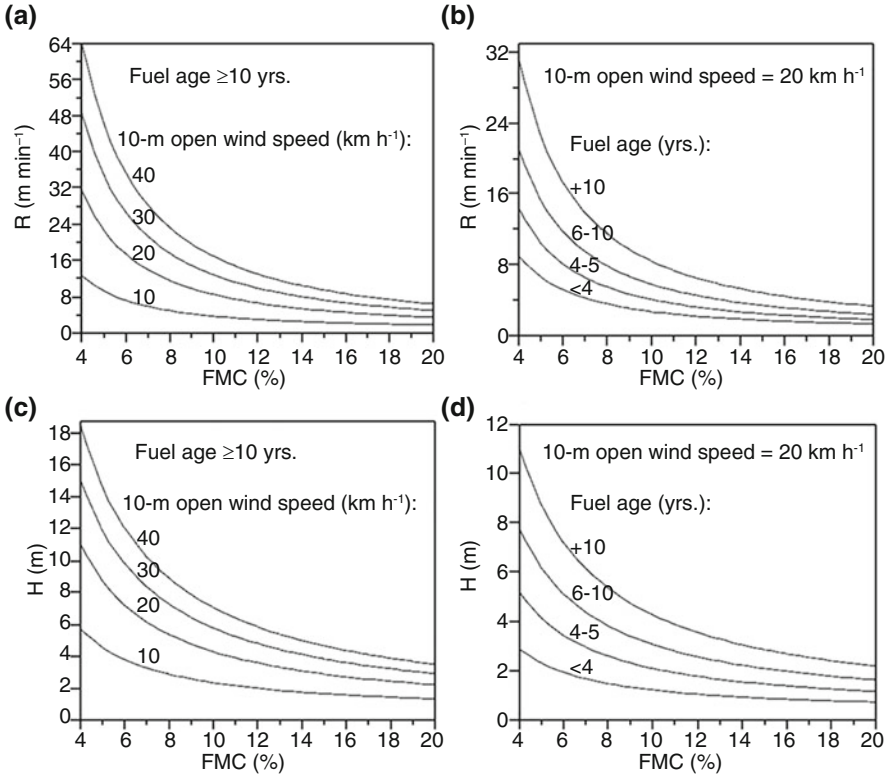 (a)
64
56
48
40
32
24
16
8
0
R (m min⁻¹)
Fuel age ≥10 yrs.
10-m open wind speed (km h⁻¹):
40
30
20
10
4 6 8 10 12 14 16 18 20
FMC (%)
(b)
32
24
16
8
0
R (m min⁻¹)
10-m open wind speed = 20 km h⁻¹
Fuel age (yrs.):
+10
6-10
4-5
<4
4 6 8 10 12 14 16 18 20
FMC (%)
(c)
18
16
14
12
10
8
6
4
2
0
H (m)
Fuel age ≥10 yrs.
10-m open wind speed (km h⁻¹):
40
30
20
10
4 6 8 10 12 14 16 18 20
FMC (%)
(d)
12
10
8
6
4
2
0
H (m)
10-m open wind speed = 20 km h⁻¹
Fuel age (yrs.):
+10
6-10
4-5
<4
4 6 8 10 12 14 16 18 20
FMC (%)